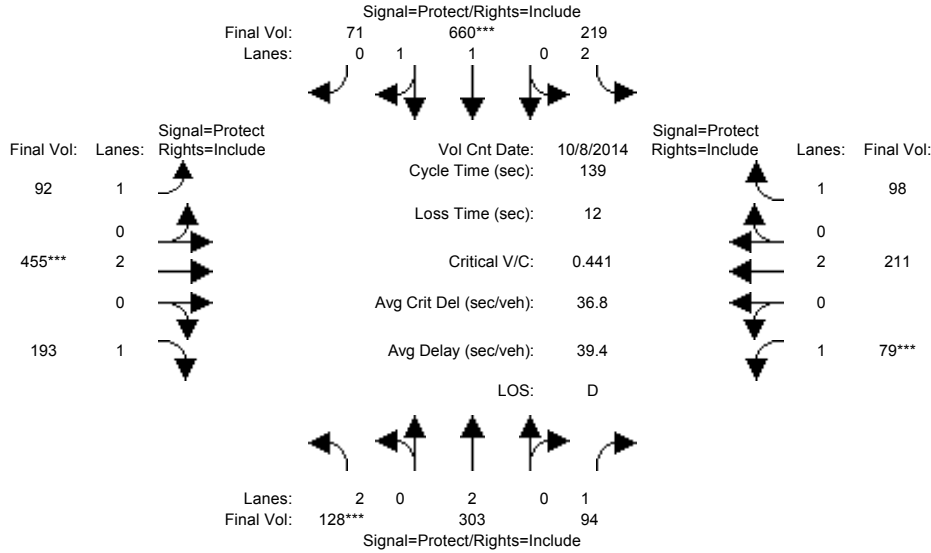 Signal=Protect/Rights=Include
Final Vol: 71 660*** 219
Lanes: 0 1 1 0 2
Signal=Protect Signal=Protect
Final Vol: Lanes: Rights=Include Vol Cnt Date: 10/8/2014 Rights=Include Lanes: Final Vol:
Cycle Time (sec): 139
92 1 1 98
Loss Time (sec): 12
0 0
455*** 2 Critical V/C: 0.441 2 211
0 Avg Crit Del (sec/veh): 36.8 0
193 1 Avg Delay (sec/veh): 39.4 1 79***
LOS: D
Lanes: 2 0 2 0 1
Final Vol: 128*** 303 94
Signal=Protect/Rights=Include